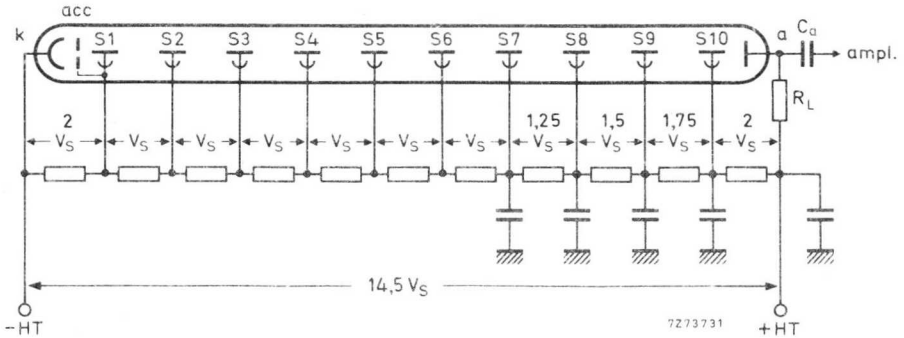 acc
k S1 S2 S3 S4 S5 S6 S7 S8 S9 S10 a Ca ampl.
RL
2 1,25 1,5 1,75 2
VS VS VS VS VS VS VS VS VS VS VS
14,5 VS
-HT 7Z73731 +HT